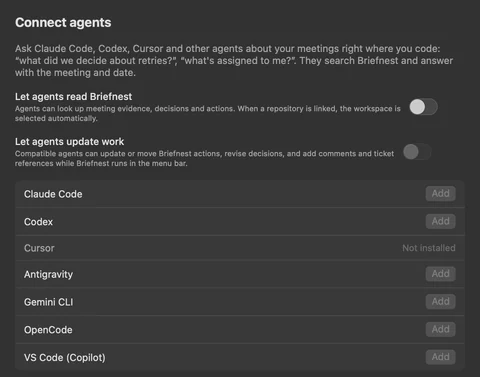 Connect agents
Ask Claude Code, Codex, Cursor and other agents about your meetings right where you code:
“what did we decide about retries?”, “what's assigned to me?”. They search Briefnest and answer
with the meeting and date.
Let agents read Briefnest
Agents can look up meeting evidence, decisions and actions. When a repository is linked, the workspace is
selected automatically.
Let agents update work
Compatible agents can update or move Briefnest actions, revise decisions, and add comments and ticket
references while Briefnest runs in the menu bar.
Claude Code Add
Codex Add
Cursor Not installed
Antigravity Add
Gemini CLI Add
OpenCode Add
VS Code (Copilot) Add